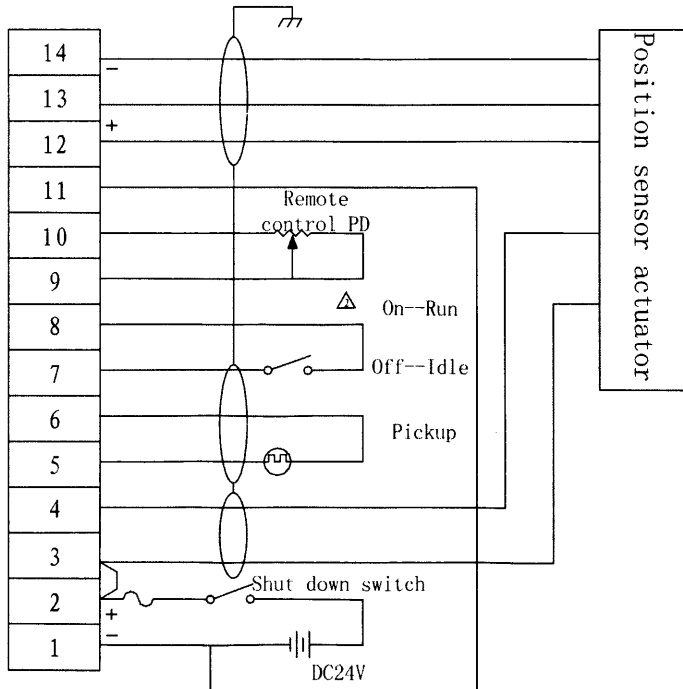 14
−
13
+
12
11
Remote
control PD
10
9
2
On--Run
8
Off--Idle
7
6
Pickup
5
4
3
Shut down switch
2
+
−
1
DC24V
Position sensor actuator